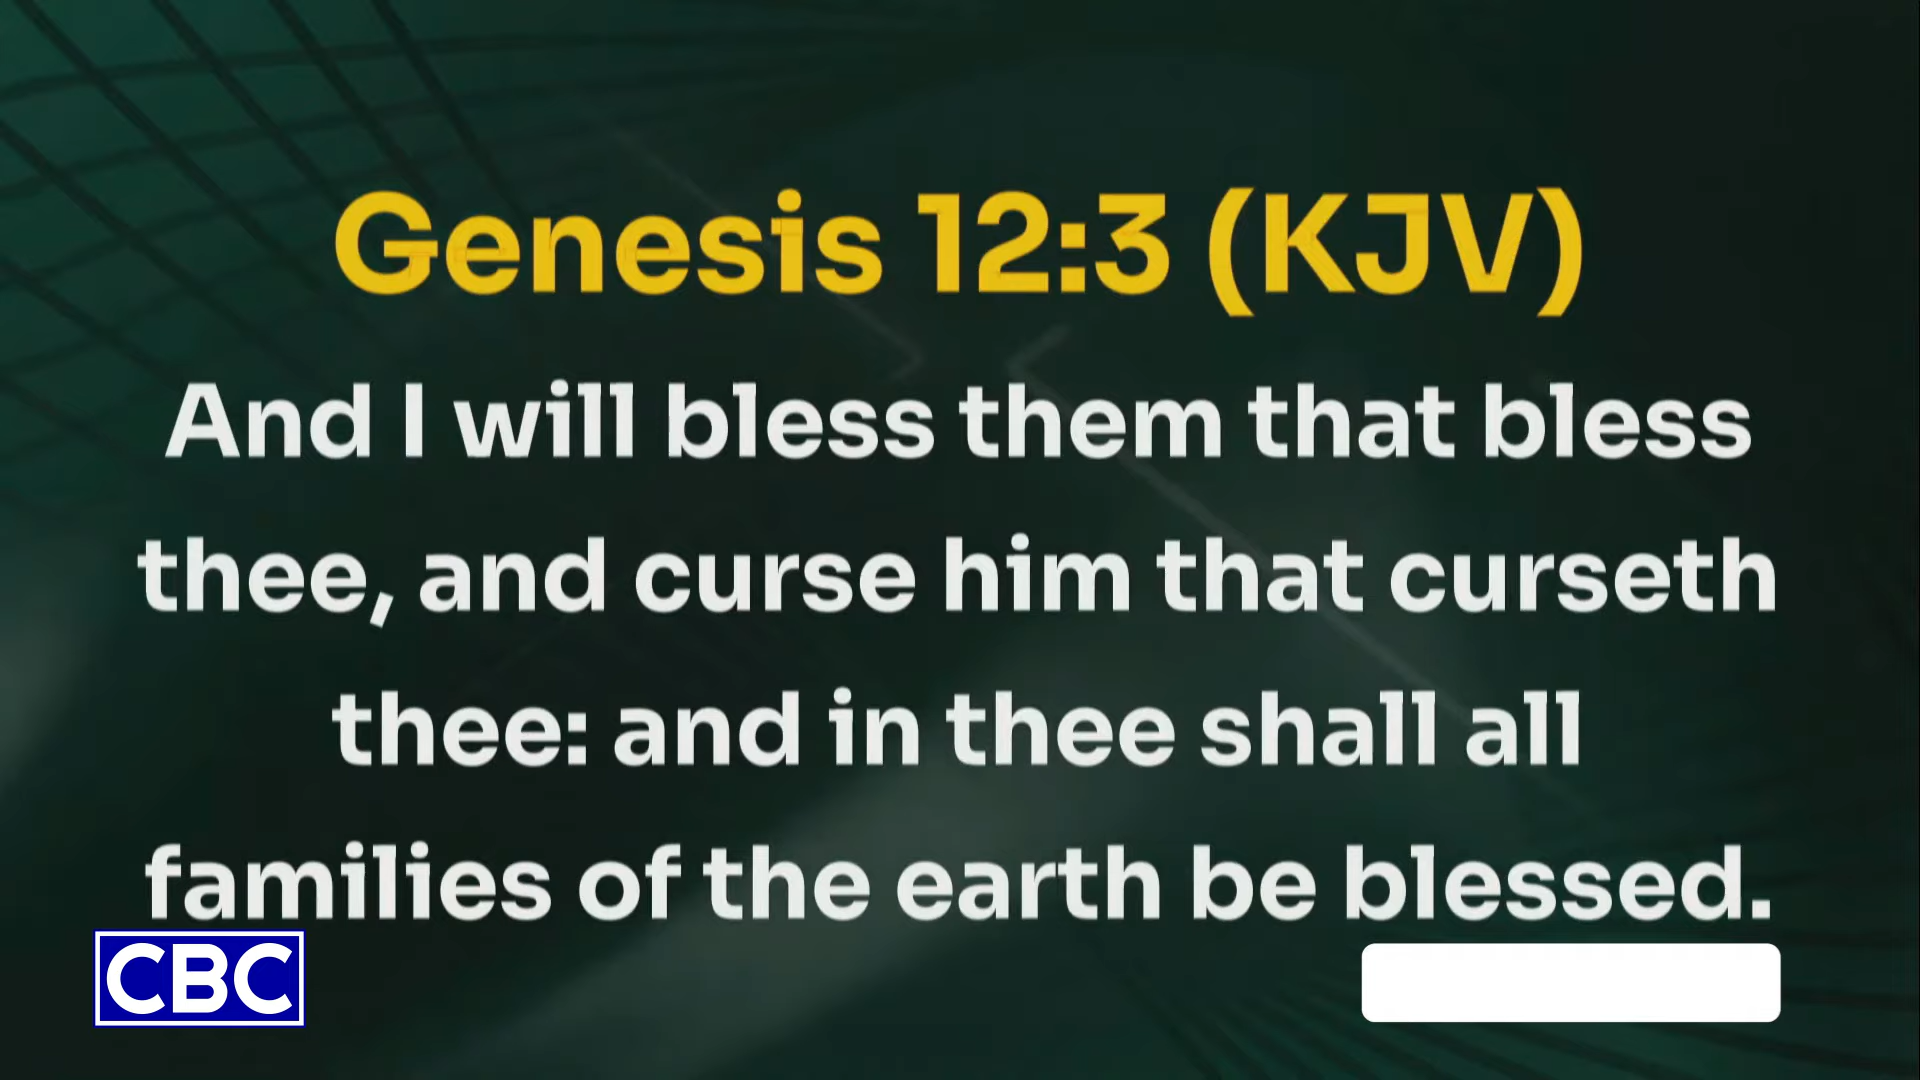 Genesis 12:3 (KJV)
And I will bless them that bless
thee, and curse him that curseth
thee: and in thee shall all
families of the earth be blessed.
CBC